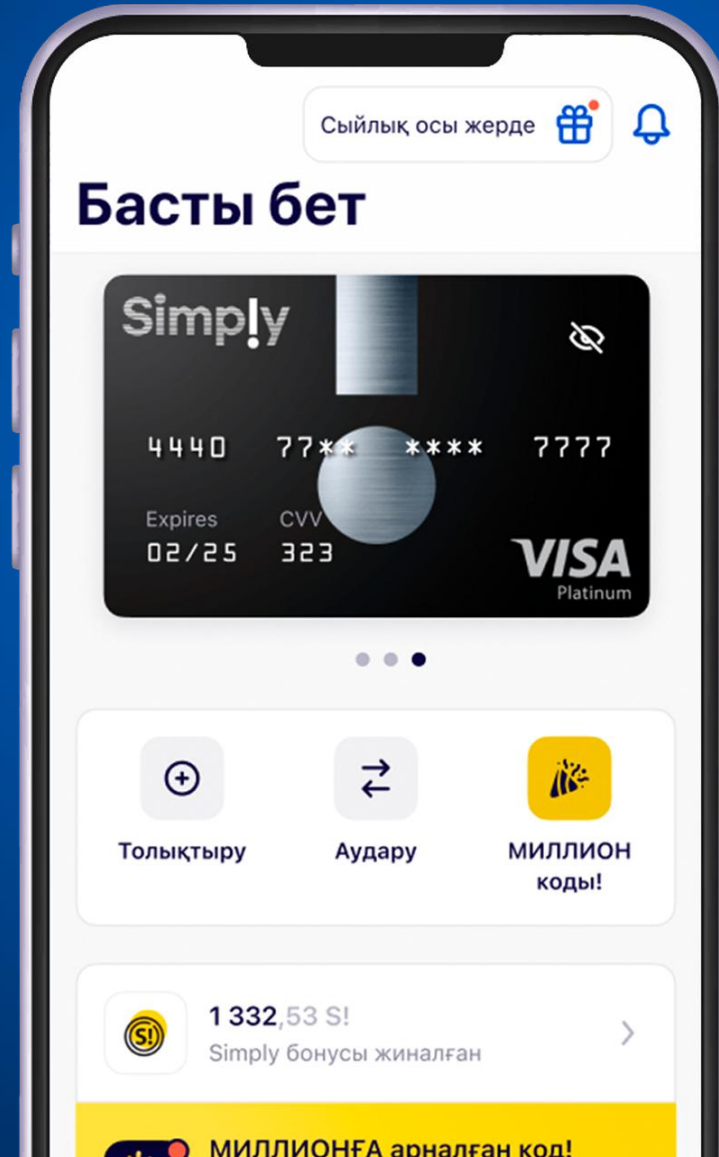 Сыйлық осы жерде
Басты бет
Simply
4440 77** **** 7777
Expires CVV
02/25 323
VISA
Platinum
Толықтыру Аудару МИЛЛИОН
коды!
1 332,53 S!
S!
Simply бонусы жиналған
МИЛЛИОНҒА арналған код!